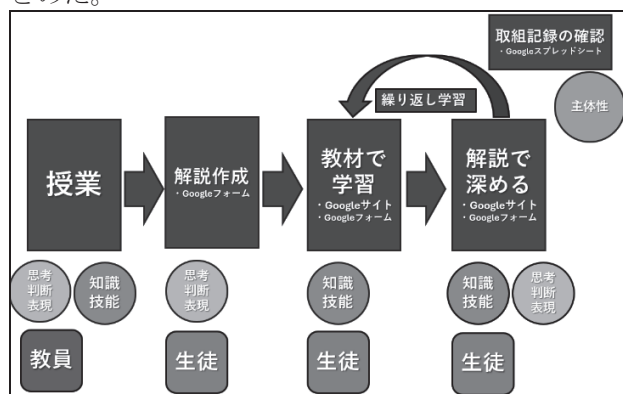 取組記録の確認
・Googleスプレッドシート
主体性
繰り返し学習
授業
解説作成
・Googleフォーム
教材で
学習
・Googleサイト
・Googleフォーム
解説で
深める
・Googleサイト
・Googleフォーム
思考
判断
表現
知識
技能
思考
判断
表現
知識
技能
知識
技能
思考
判断
表現
教員
生徒
生徒
生徒